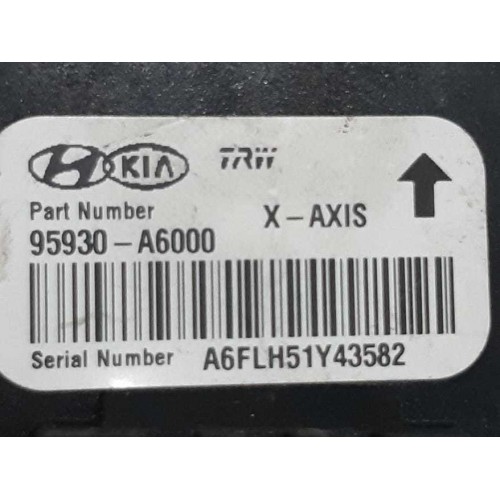 KIA TRW
Part Number X-AXIS
95930-A6000
Serial Number A6FLH51Y43582